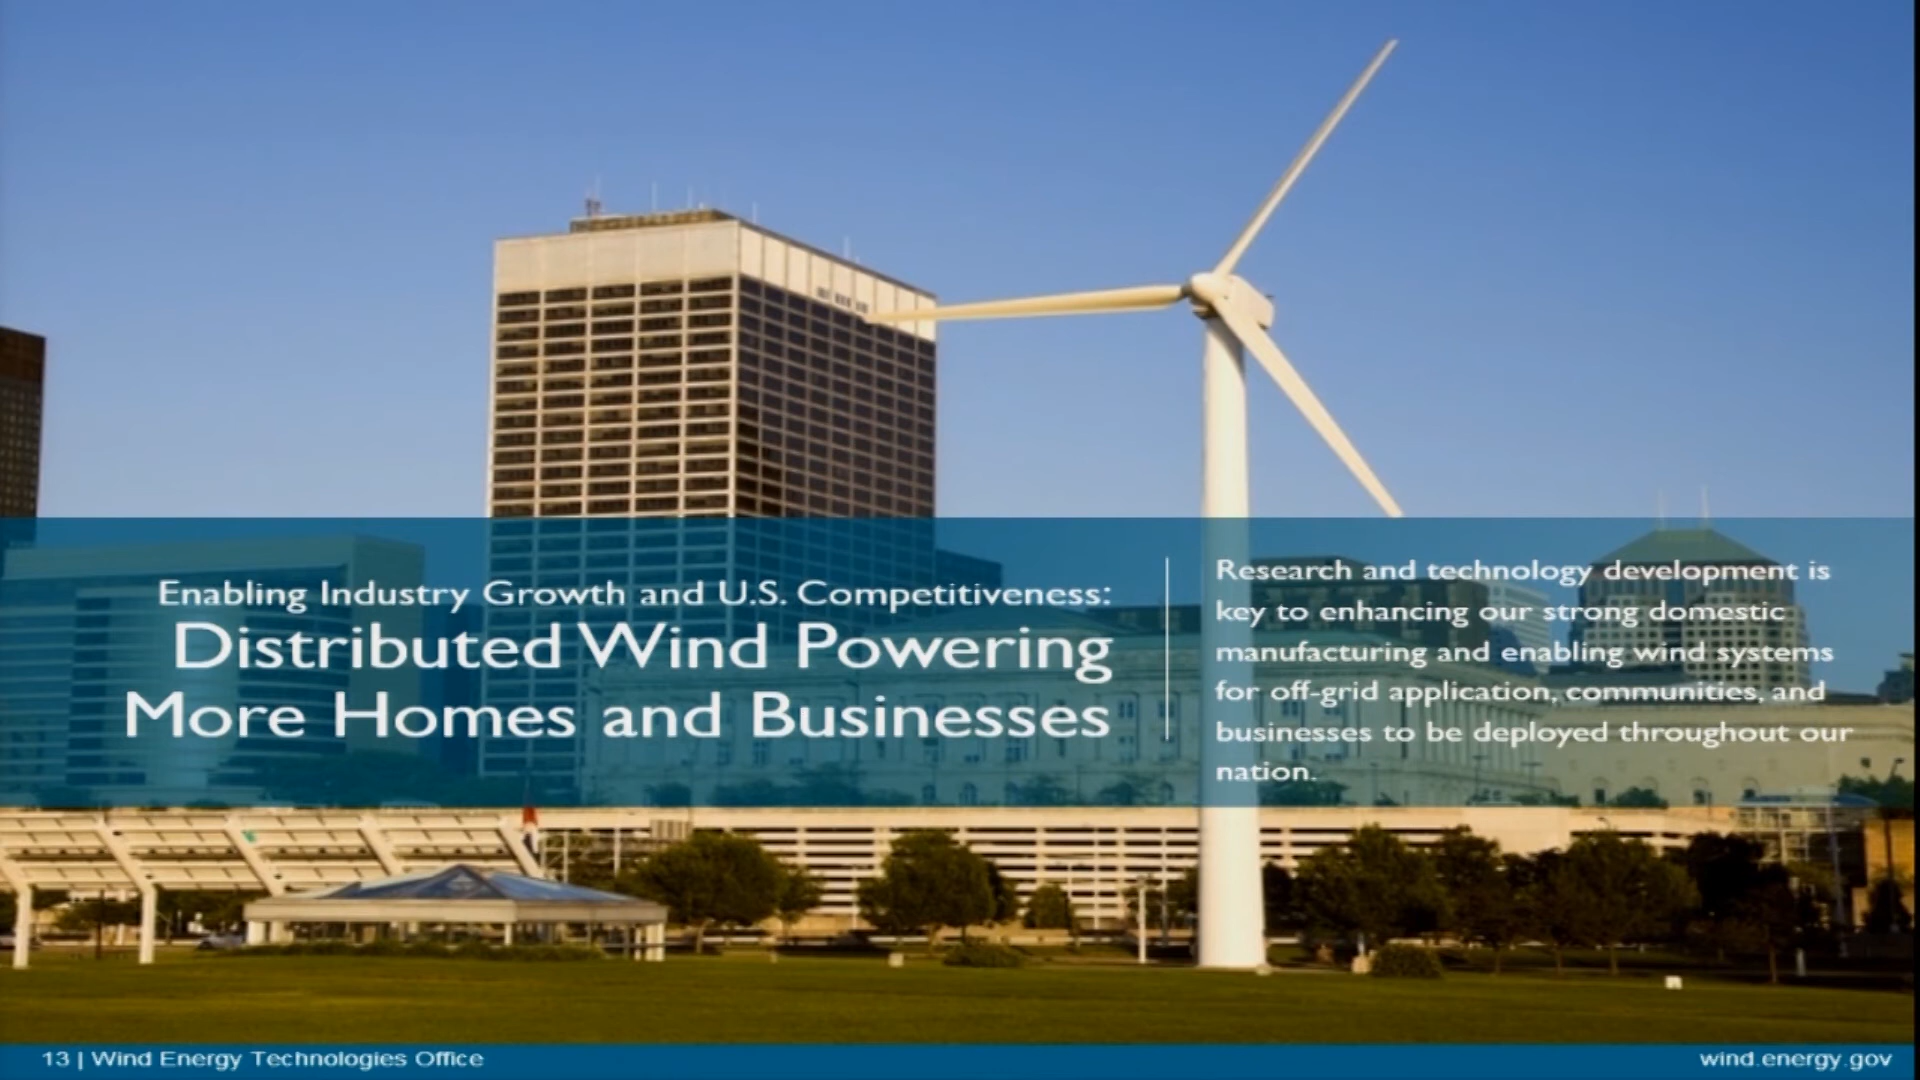 Enabling Industry Growth and U.S. Competitiveness:
Distributed Wind Powering
More Homes and Businesses
Research and technology development is
key to enhancing our strong domestic
manufacturing and enabling wind systems
for off-grid application, communities, and
businesses to be deployed throughout our
nation.
13 | Wind Energy Technologies Office
wind.energy.gov